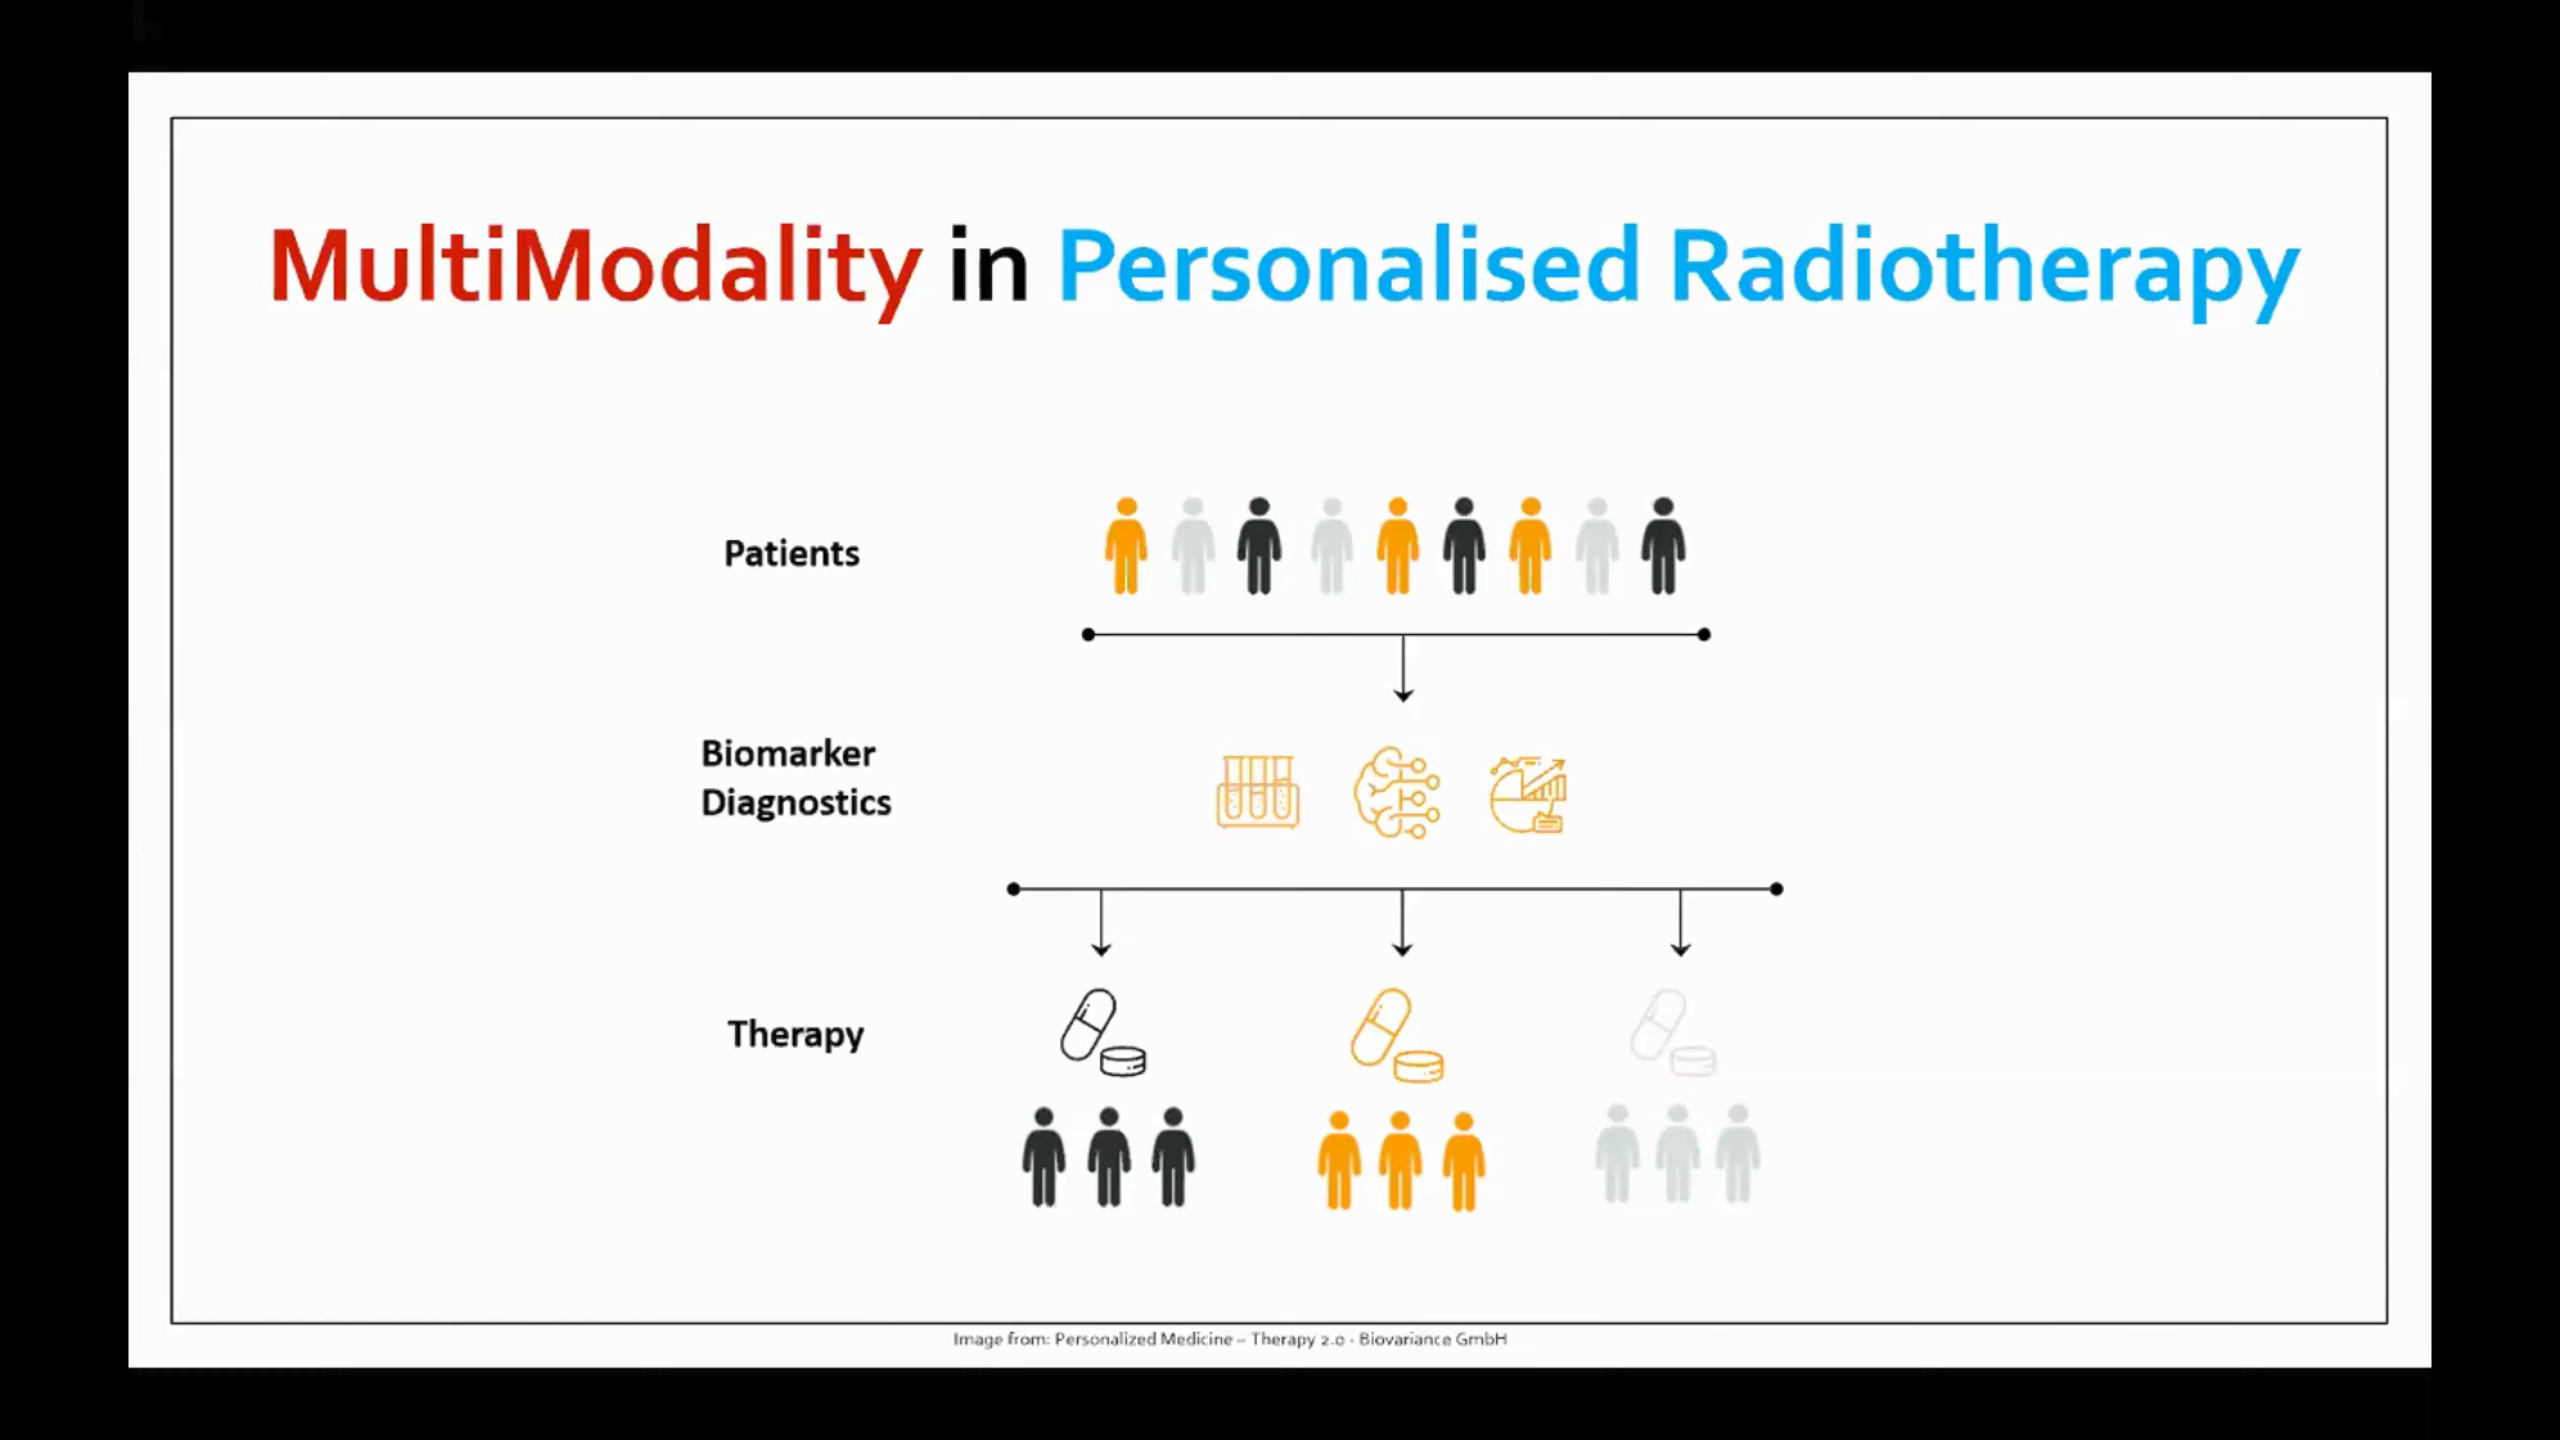 MultiModality in Personalised Radiotherapy
Patients
Biomarker
Diagnostics
Therapy
Image from: Personalized Medicine – Therapy 2.0 - Biovariance GmbH